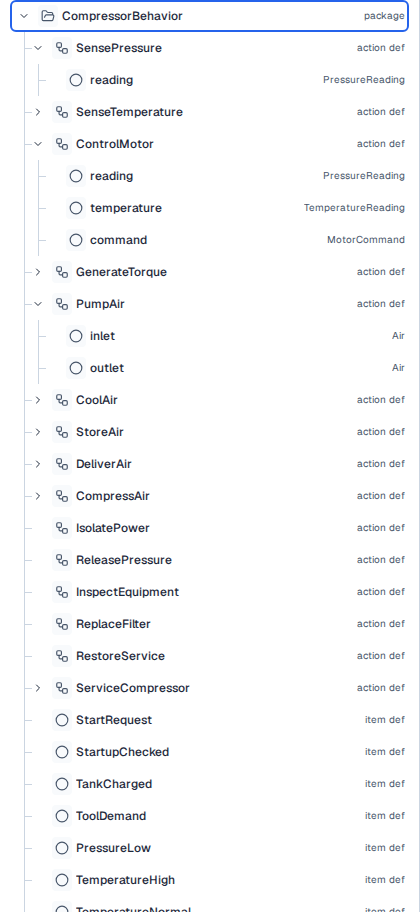 CompressorBehavior package
SensePressure action def
reading PressureReading
SenseTemperature action def
ControlMotor action def
reading PressureReading
temperature TemperatureReading
command MotorCommand
GenerateTorque action def
PumpAir action def
inlet Air
outlet Air
CoolAir action def
StoreAir action def
DeliverAir action def
CompressAir action def
IsolatePower action def
ReleasePressure action def
InspectEquipment action def
ReplaceFilter action def
RestoreService action def
ServiceCompressor action def
StartRequest item def
StartupChecked item def
TankCharged item def
ToolDemand item def
PressureLow item def
TemperatureHigh item def
TemperatureNormal item def